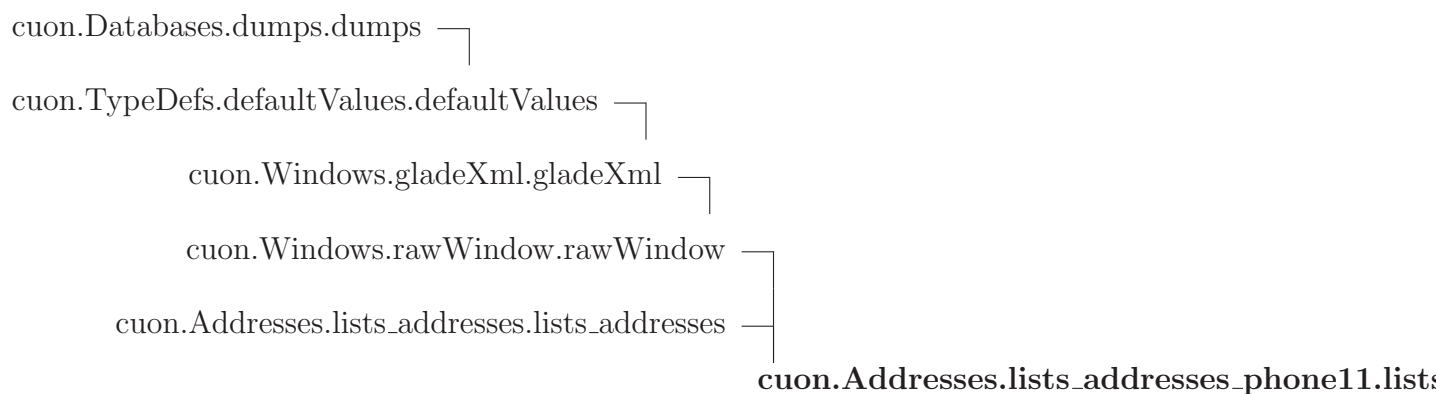 cuon.Databases.dumps.dumps
cuon.TypeDefs.defaultValues.defaultValues
cuon.Windows.gladeXml.gladeXml
cuon.Windows.rawWindow.rawWindow
cuon.Addresses.lists_addresses.lists_addresses
cuon.Addresses.lists_addresses_phone11.lists